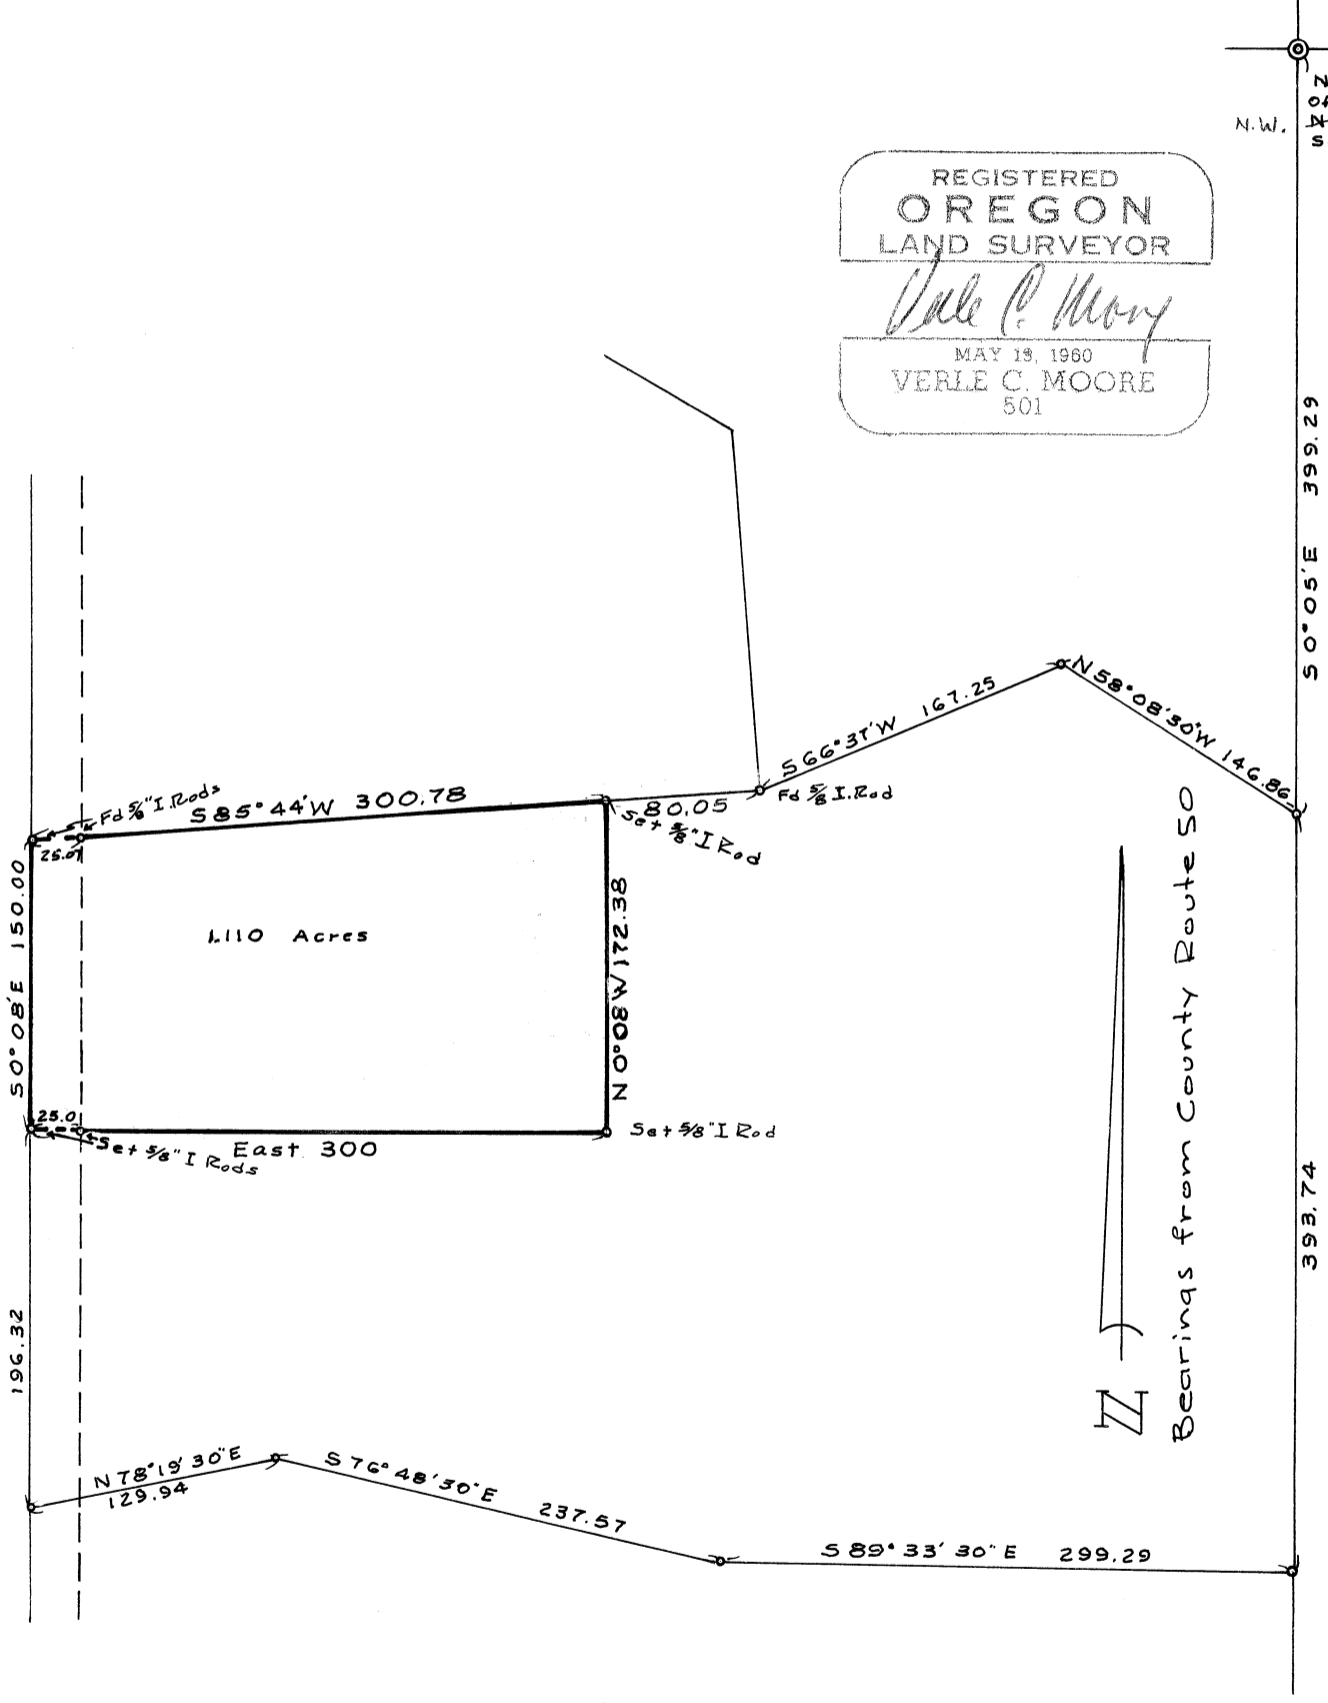 N.W.
REGISTERED
OREGON
LAND SURVEYOR
MAY 13, 1960
VERLE C. MOORE
501
S 0°05'E 399.29
N 58°08'30"W 146.86
S 66°37'W 167.25
Fd 5/8 I.Rod
80.05
Set 5/8" I Rod
Fd 5/8" I.Rods
S 85°44'W 300.78
25.07
S 0°08'E 150.00
1.110 Acres
N 0°08'W 172.38
25.0
Set 5/8" I Rods
East 300
Set 5/8" I Rod
Bearings from County Route 50
N
393.74
196.32
N 78°19'30"E
129.94
S 76°48'30"E 237.57
S 89°33'30"E 299.29